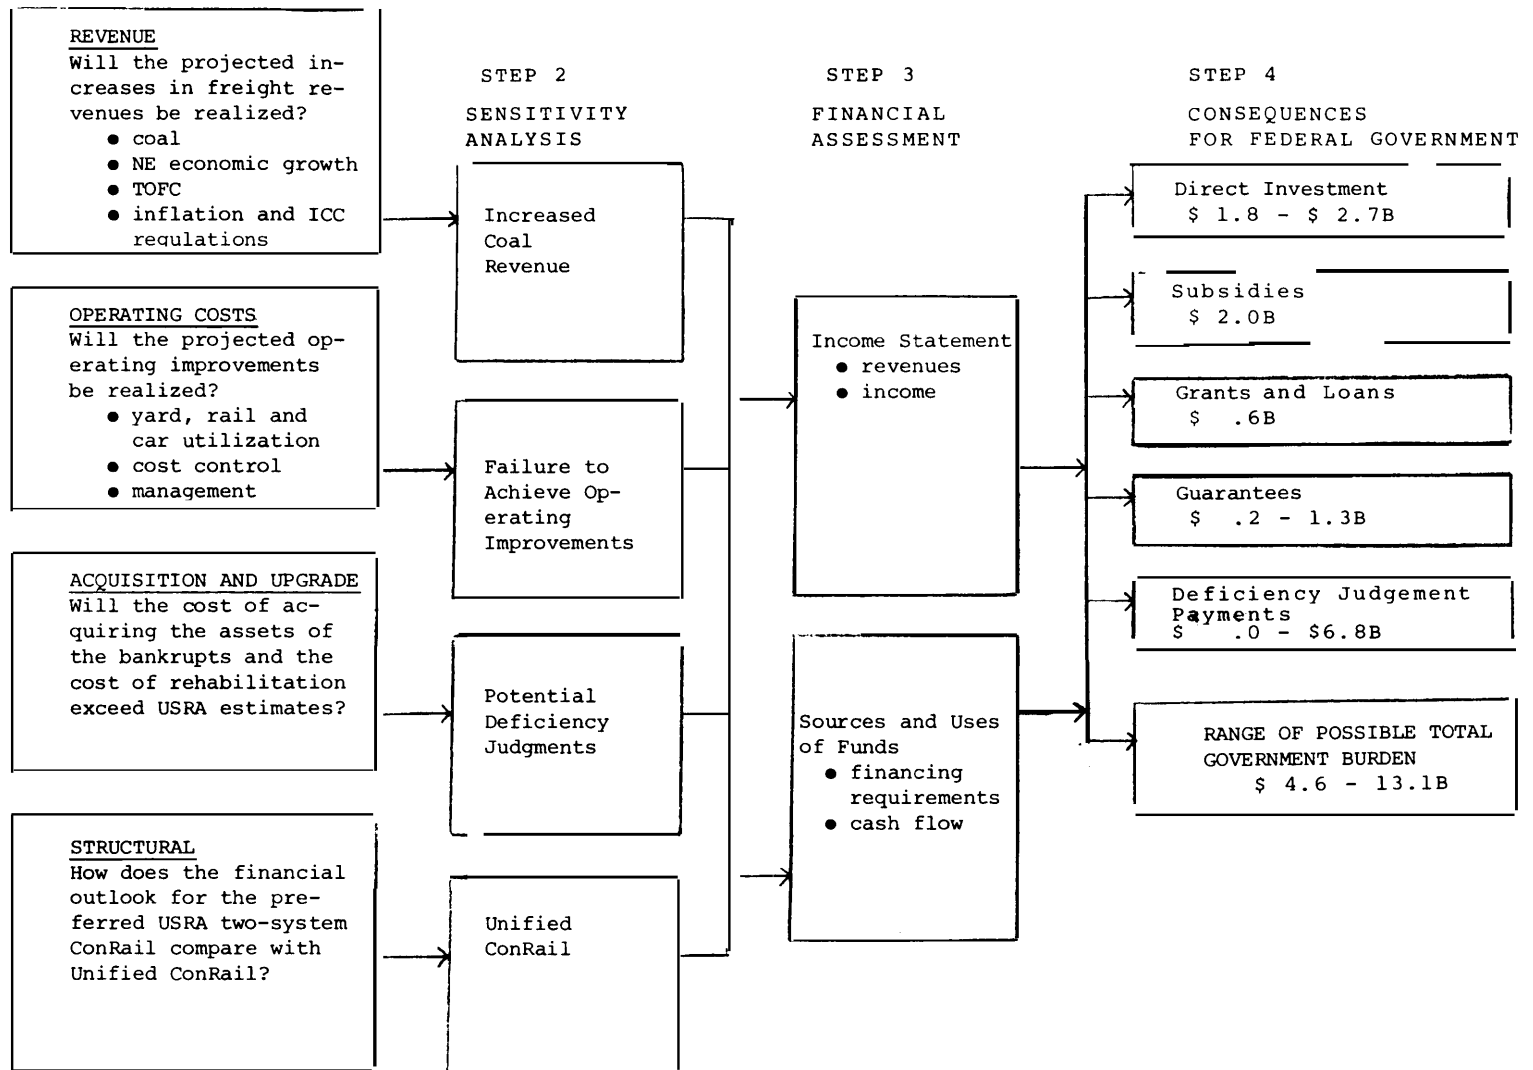 REVENUE
Will the projected in-
creases in freight re-
venues be realized?
● coal
● NE economic growth
● TOFC
● inflation and ICC
regulations
OPERATING COSTS
Will the projected op-
erating improvements
be realized?
● yard, rail and
car utilization
● cost control
● management
ACQUISITION AND UPGRADE
Will the cost of ac-
quiring the assets of
the bankrupts and the
cost of rehabilitation
exceed USRA estimates?
STRUCTURAL
How does the financial
outlook for the pre-
ferred USRA two-system
ConRail compare with
Unified ConRail?
STEP 2
SENSITIVITY
ANALYSIS
Increased
Coal
Revenue
Failure to
Achieve Op-
erating
Improvements
Potential
Deficiency
Judgments
Unified
ConRail
STEP 3
FINANCIAL
ASSESSMENT
Income Statement
● revenues
● income
Sources and Uses
of Funds
● financing
requirements
● cash flow
STEP 4
CONSEQUENCES
FOR FEDERAL GOVERNMENT
Direct Investment
$ 1.8 - $ 2.7B
Subsidies
$ 2.0B
Grants and Loans
$ .6B
Guarantees
$ .2 - 1.3B
Deficiency Judgement
Payments
$ .0 - $6.8B
RANGE OF POSSIBLE TOTAL
GOVERNMENT BURDEN
$ 4.6 - 13.1B